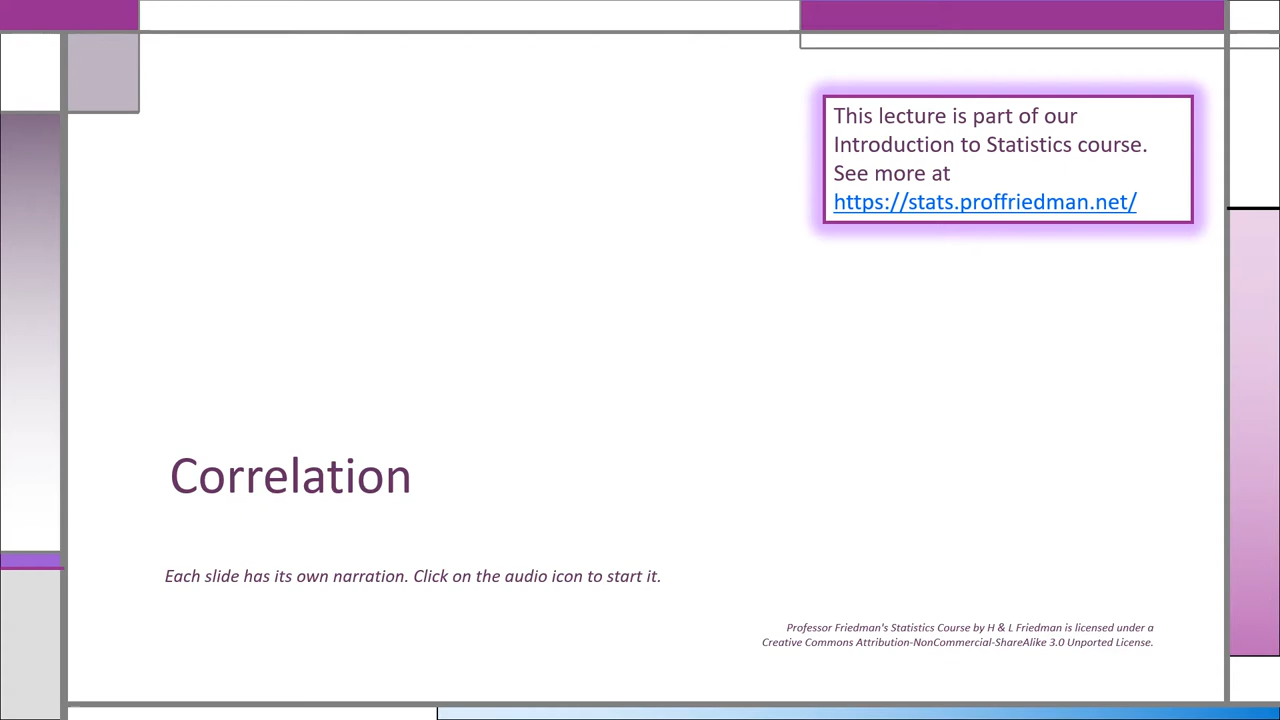 This lecture is part of our
Introduction to Statistics course.
See more at
https://stats.proffriedman.net/
Correlation
Each slide has its own narration. Click on the audio icon to start it.
Professor Friedman's Statistics Course by H & L Friedman is licensed under a
Creative Commons Attribution-NonCommercial-ShareAlike 3.0 Unported License.